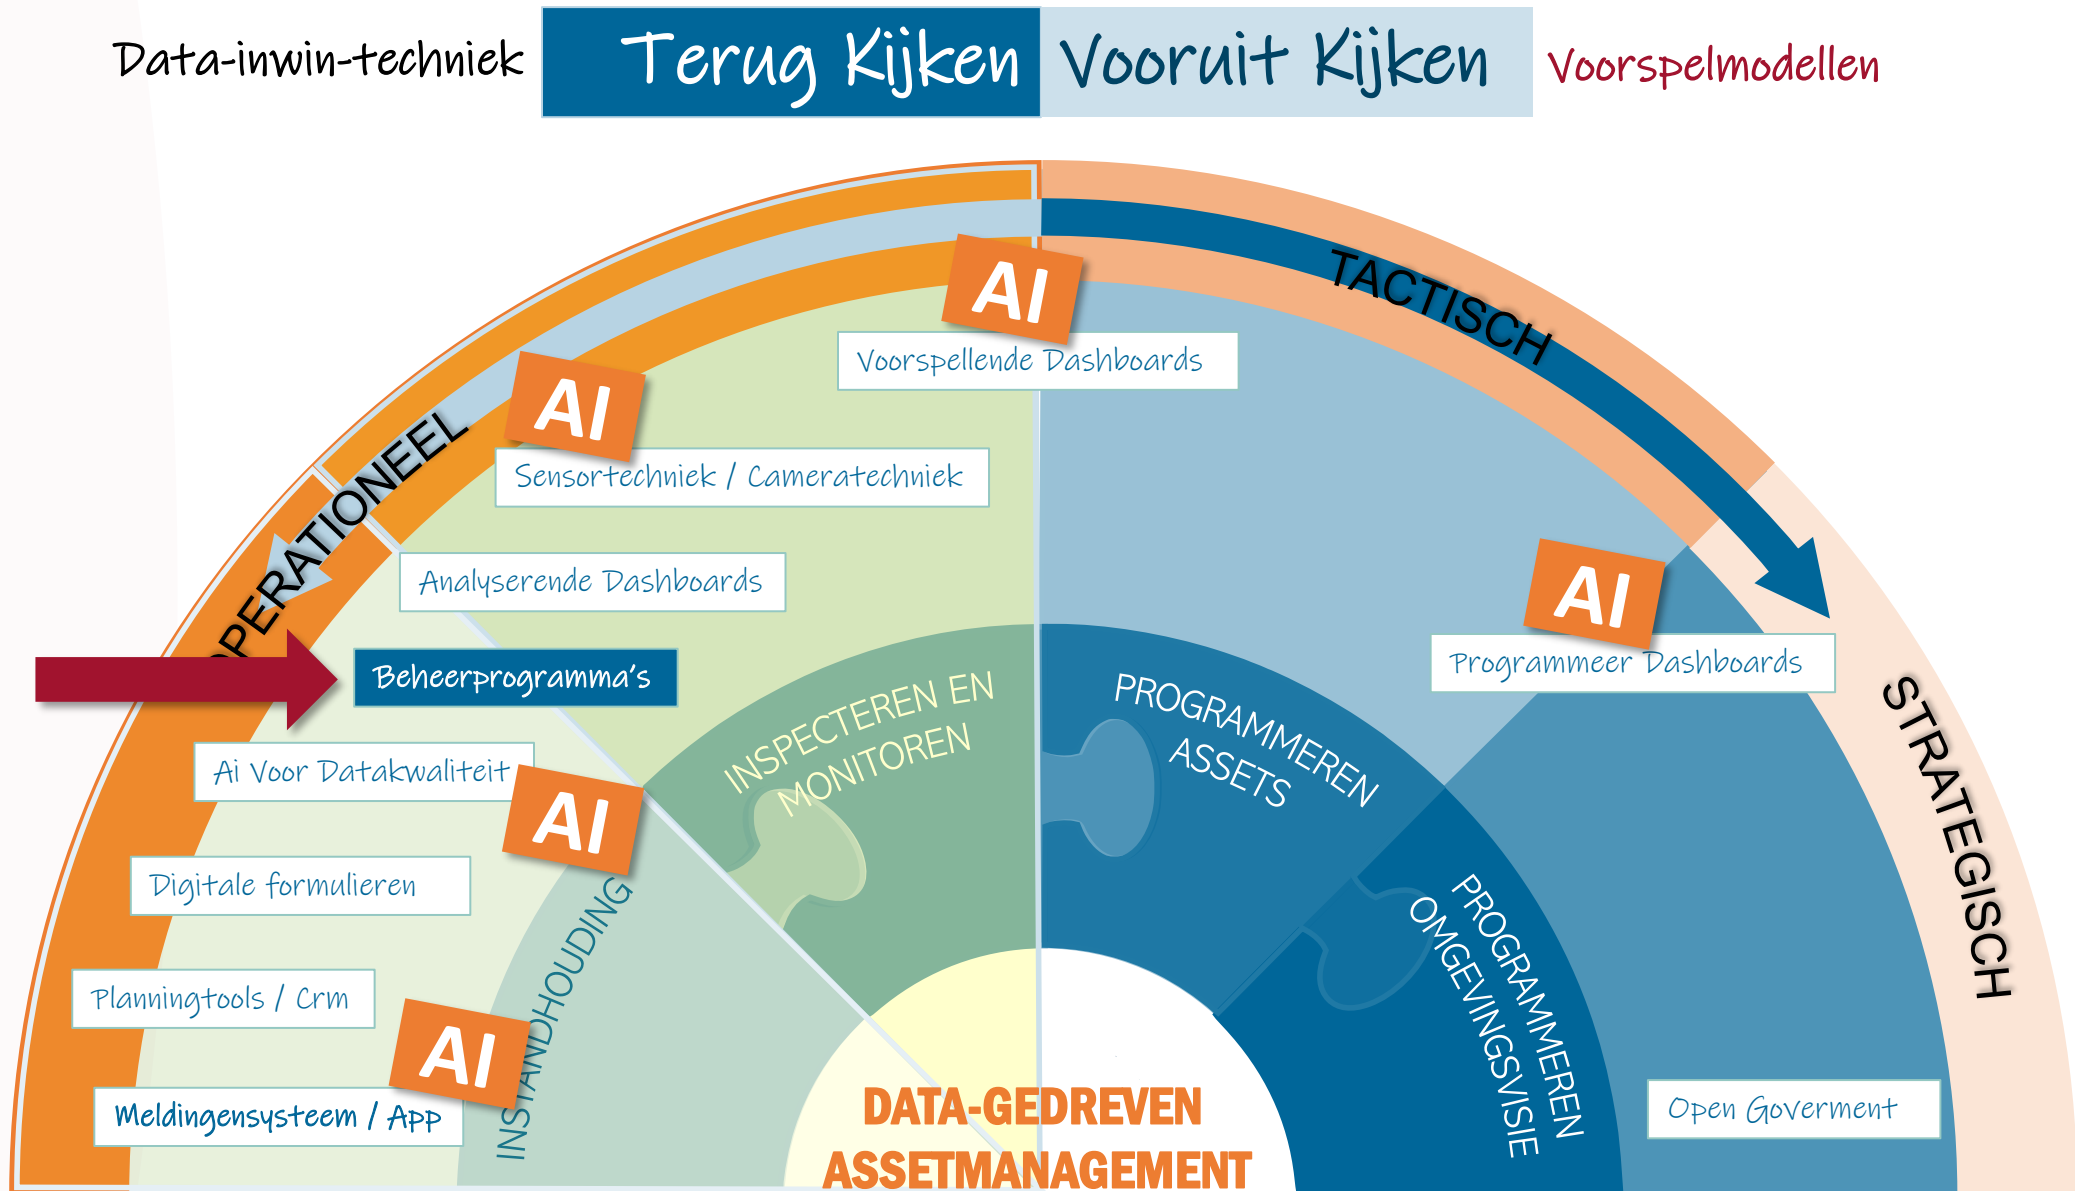 Data-inwin-techniek
Terug Kijken
Vooruit Kijken
Voorspelmodellen
TACTISCH
AI
Voorspellende Dashboards
AI
Sensortechniek / Cameratechniek
OPERATIONEEL
Analyserende Dashboards
AI
Programmeer Dashboards
Beheerprogramma's
STRATEGISCH
INSPECTEREN EN
MONITOREN
PROGRAMMEREN
ASSETS
Ai Voor Datakwaliteit
AI
Digitale formulieren
INSTANDHOUDING
PROGRAMMEREN
OMGEVINGSVISIE
Planningtools / Crm
AI
Meldingensysteem / App
Open Goverment
DATA-GEDREVEN
ASSETMANAGEMENT